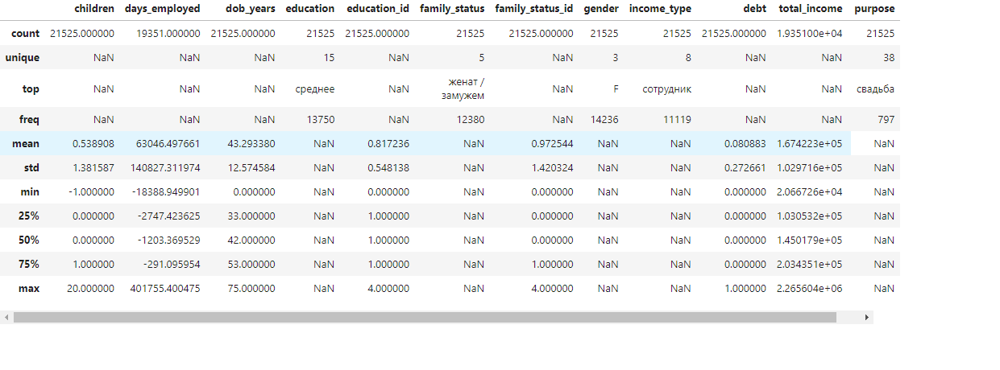 children days_employed dob_years education education_id family_status family_status_id gender income_type debt total_income purpose
count 21525.000000 19351.000000 21525.000000 21525 21525.000000 21525 21525.000000 21525 21525 21525.000000 1.935100e+04 21525
unique NaN NaN NaN 15 NaN 5 NaN 3 8 NaN NaN 38
top NaN NaN NaN среднее NaN женат / замужем NaN F сотрудник NaN NaN свадьба
freq NaN NaN NaN 13750 NaN 12380 NaN 14236 11119 NaN NaN 797
mean 0.538908 63046.497661 43.293380 NaN 0.817236 NaN 0.972544 NaN NaN 0.080883 1.674223e+05 NaN
std 1.381587 140827.311974 12.574584 NaN 0.548138 NaN 1.420324 NaN NaN 0.272661 1.029716e+05 NaN
min -1.000000 -18388.949901 0.000000 NaN 0.000000 NaN 0.000000 NaN NaN 0.000000 2.066726e+04 NaN
25% 0.000000 -2747.423625 33.000000 NaN 1.000000 NaN 0.000000 NaN NaN 0.000000 1.030532e+05 NaN
50% 0.000000 -1203.369529 42.000000 NaN 1.000000 NaN 0.000000 NaN NaN 0.000000 1.450179e+05 NaN
75% 1.000000 -291.095954 53.000000 NaN 1.000000 NaN 1.000000 NaN NaN 0.000000 2.034351e+05 NaN
max 20.000000 401755.400475 75.000000 NaN 4.000000 NaN 4.000000 NaN NaN 1.000000 2.265604e+06 NaN